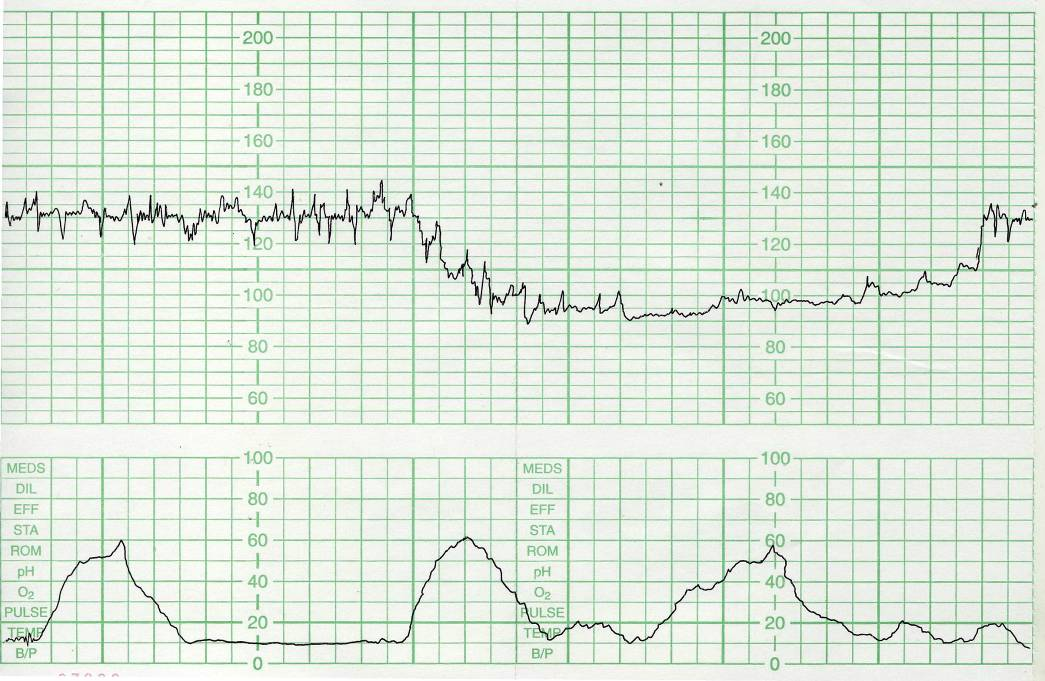 200 200
180 180
160 160
140 140
120 120
100 100
80 80
60 60
MEDS 100 MEDS 100
DIL DIL
80 80
EFF EFF
STA 60 STA 60
ROM ROM
pH 40 pH 40
O₂ O₂
PULSE 20 PULSE 20
TEMP TEMP
B/P 0 B/P 0